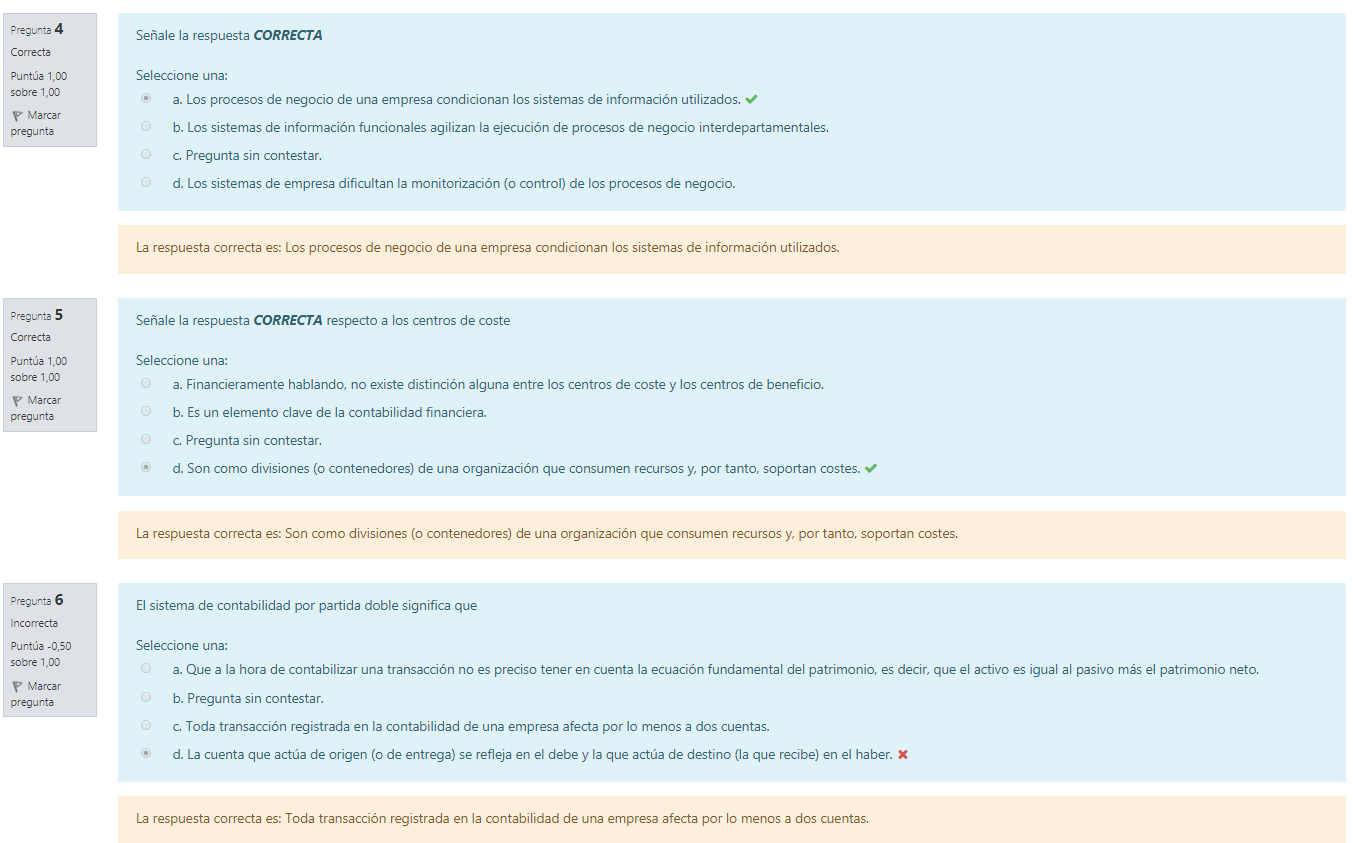 Pregunta 4
Correcta
Puntúa 1,00
sobre 1,00
Marcar
pregunta
Señale la respuesta CORRECTA
Seleccione una:
a. Los procesos de negocio de una empresa condicionan los sistemas de información utilizados.
b. Los sistemas de información funcionales agilizan la ejecución de procesos de negocio interdepartamentales.
c. Pregunta sin contestar.
d. Los sistemas de empresa dificultan la monitorización (o control) de los procesos de negocio.
La respuesta correcta es: Los procesos de negocio de una empresa condicionan los sistemas de información utilizados.
Pregunta 5
Correcta
Puntúa 1,00
sobre 1,00
Marcar
pregunta
Señale la respuesta CORRECTA respecto a los centros de coste
Seleccione una:
a. Financieramente hablando, no existe distinción alguna entre los centros de coste y los centros de beneficio.
b. Es un elemento clave de la contabilidad financiera.
c. Pregunta sin contestar.
d. Son como divisiones (o contenedores) de una organización que consumen recursos y, por tanto, soportan costes.
La respuesta correcta es: Son como divisiones (o contenedores) de una organización que consumen recursos y, por tanto, soportan costes.
Pregunta 6
Incorrecta
Puntúa -0,50
sobre 1,00
Marcar
pregunta
El sistema de contabilidad por partida doble significa que
Seleccione una:
a. Que a la hora de contabilizar una transacción no es preciso tener en cuenta la ecuación fundamental del patrimonio, es decir, que el activo es igual al pasivo más el patrimonio neto.
b. Pregunta sin contestar.
c. Toda transacción registrada en la contabilidad de una empresa afecta por lo menos a dos cuentas.
d. La cuenta que actúa de origen (o de entrega) se refleja en el debe y la que actúa de destino (la que recibe) en el haber.
La respuesta correcta es: Toda transacción registrada en la contabilidad de una empresa afecta por lo menos a dos cuentas.